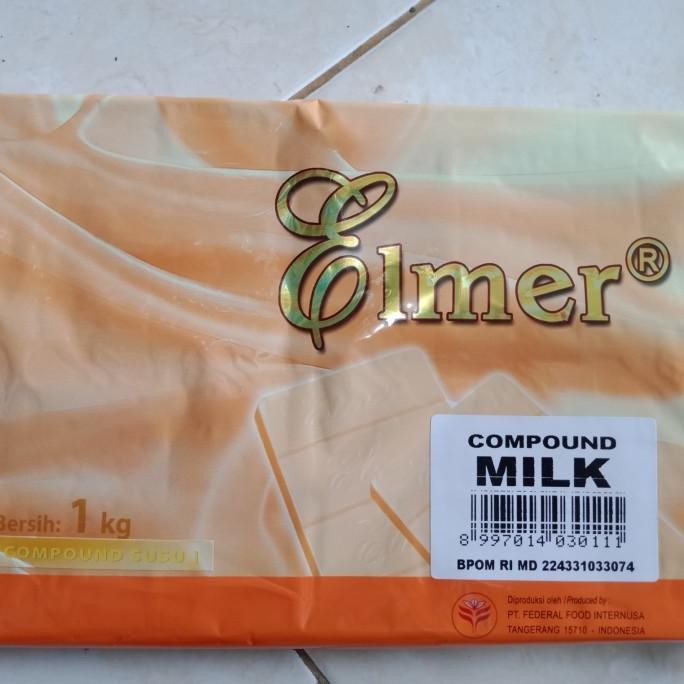 Elmer®
COMPOUND
MILK
8 997014 030111
BPOM RI MD 224331033074
Bersih: 1 kg
COMPOUND SUSU
Diproduksi oleh / Produced by :
PT. FEDERAL FOOD INTERNUSA
TANGERANG 15710 - INDONESIA